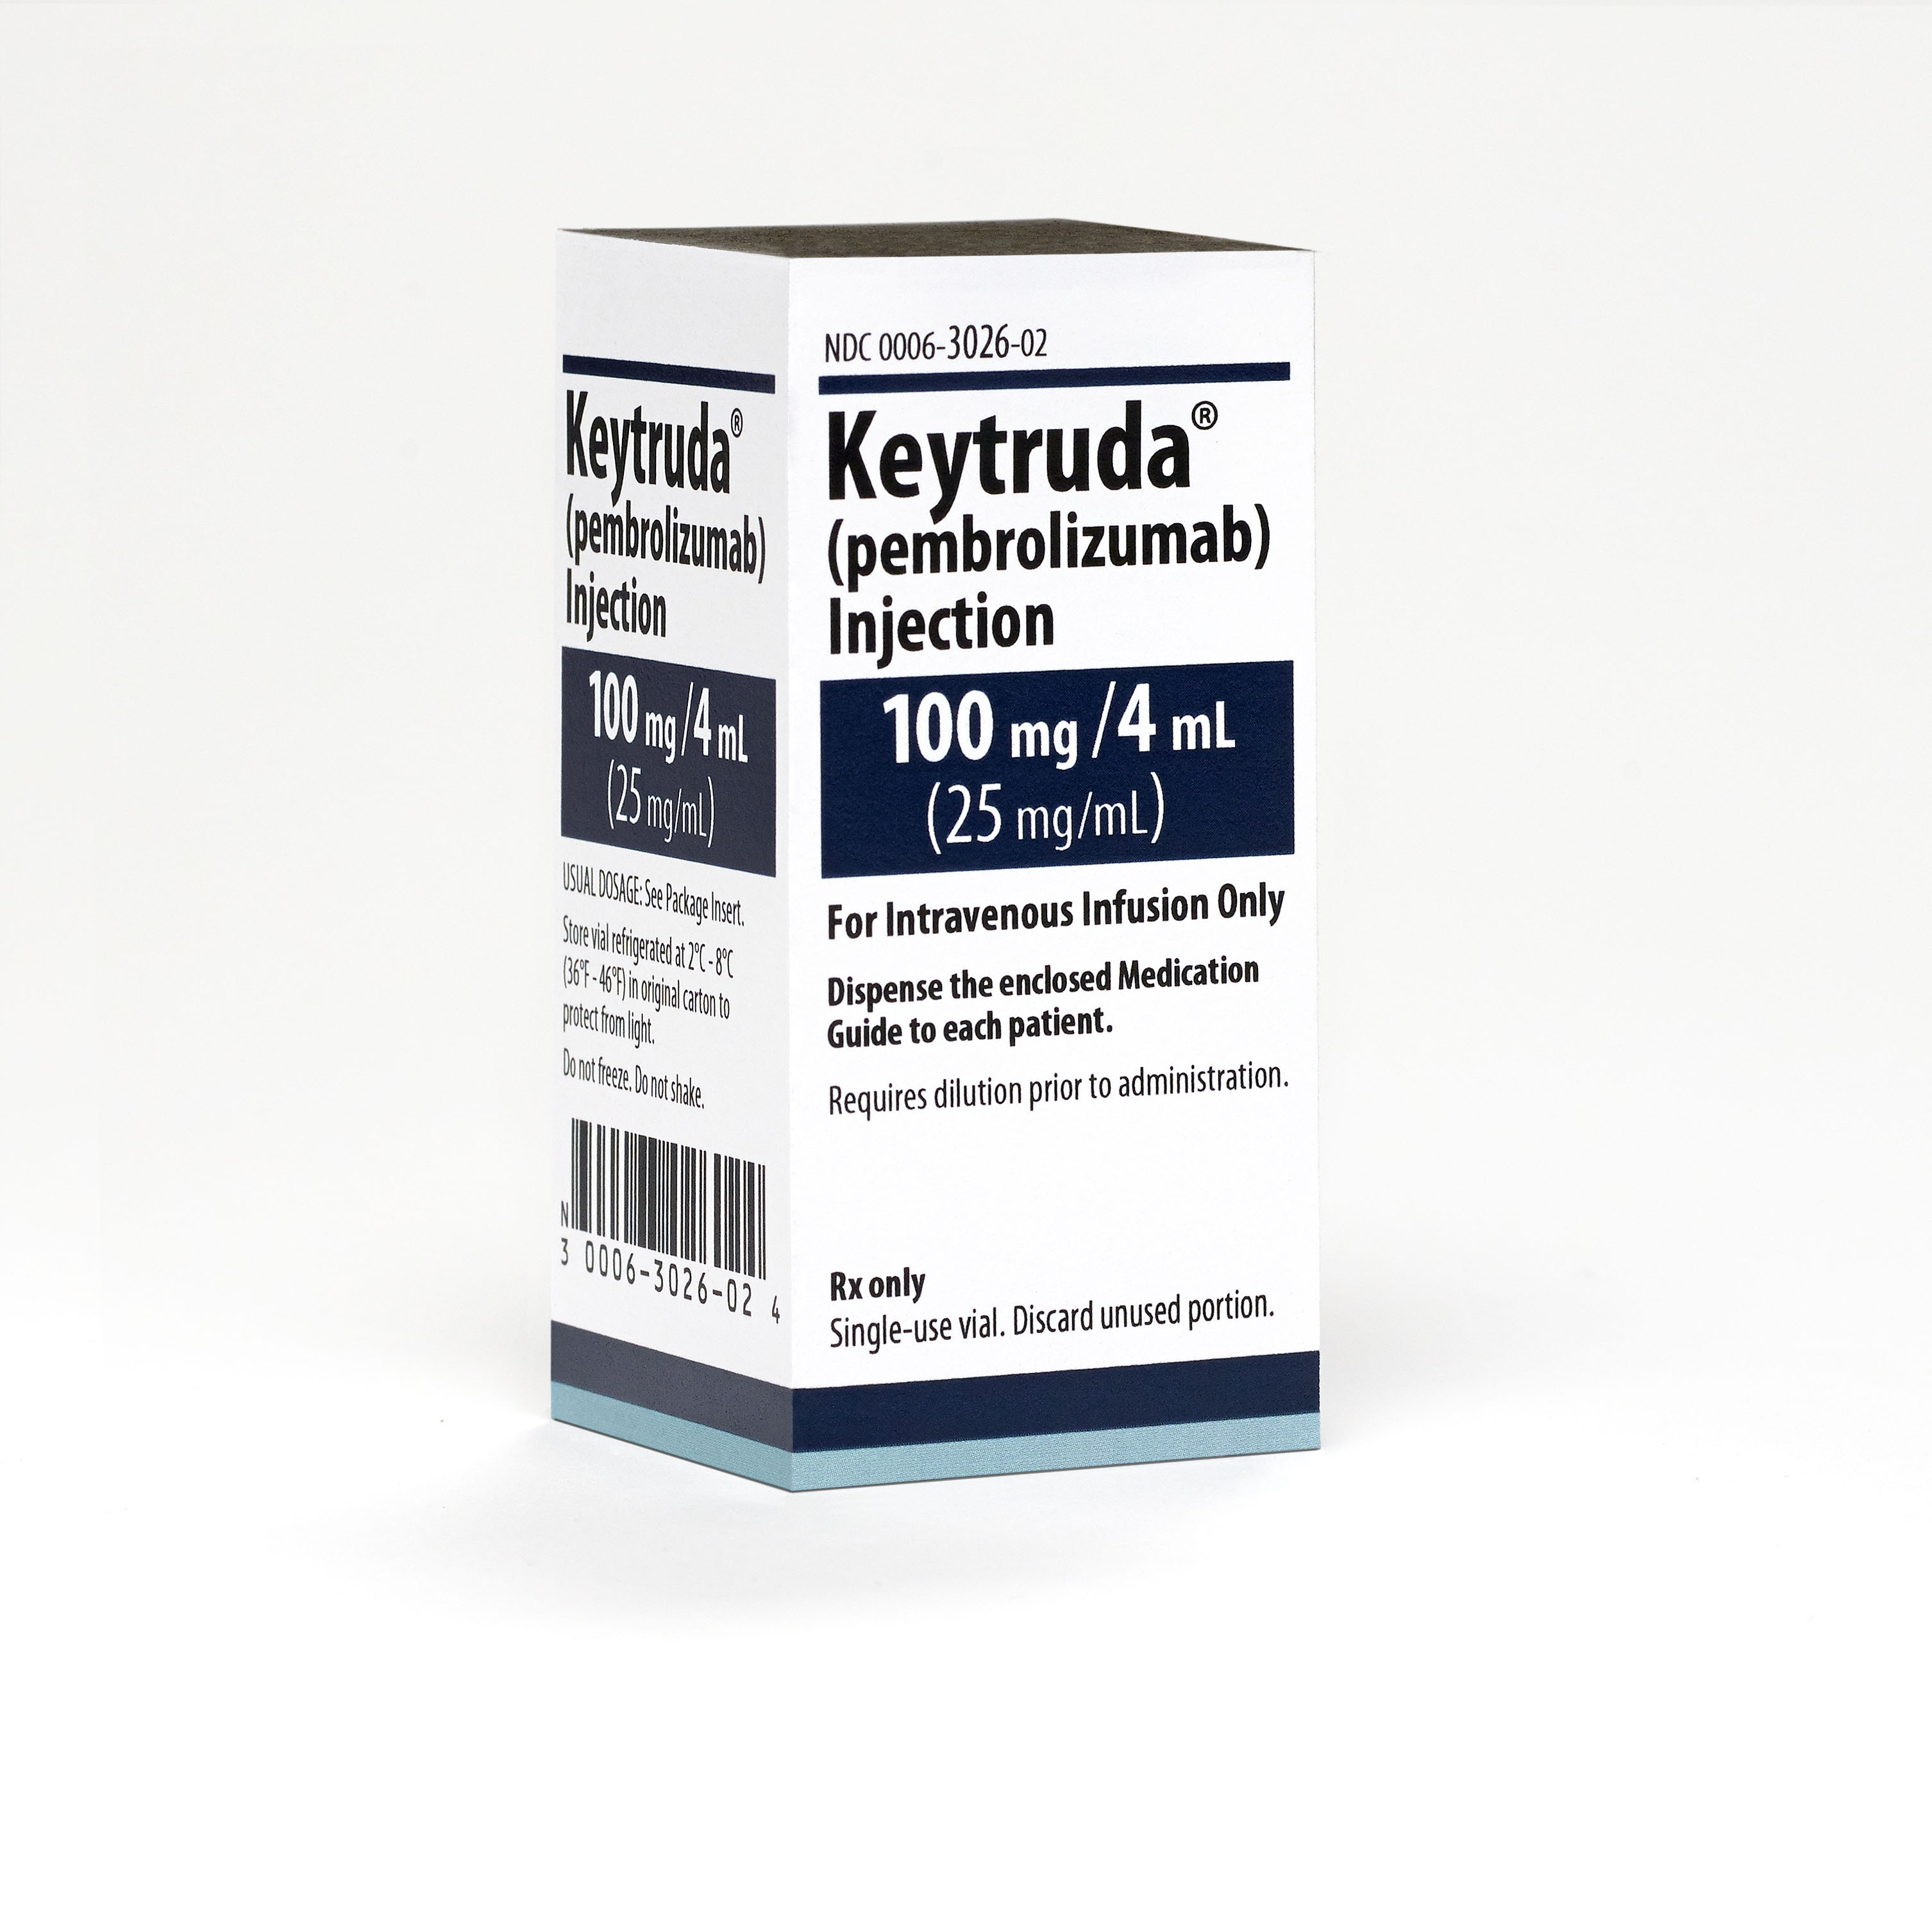 Keytruda®
(pembrolizumab)
Injection
100 mg/4 mL
(25 mg/mL)
USUAL DOSAGE: See Package Insert.
Store vial refrigerated at 2°C - 8°C
(36°F - 46°F) in original carton to
protect from light.
Do not freeze. Do not shake.
N
3 0006-3026-02 4
NDC 0006-3026-02
Keytruda®
(pembrolizumab)
Injection
100 mg/4 mL
(25 mg/mL)
For Intravenous Infusion Only
Dispense the enclosed Medication
Guide to each patient.
Requires dilution prior to administration.
Rx only
Single-use vial. Discard unused portion.